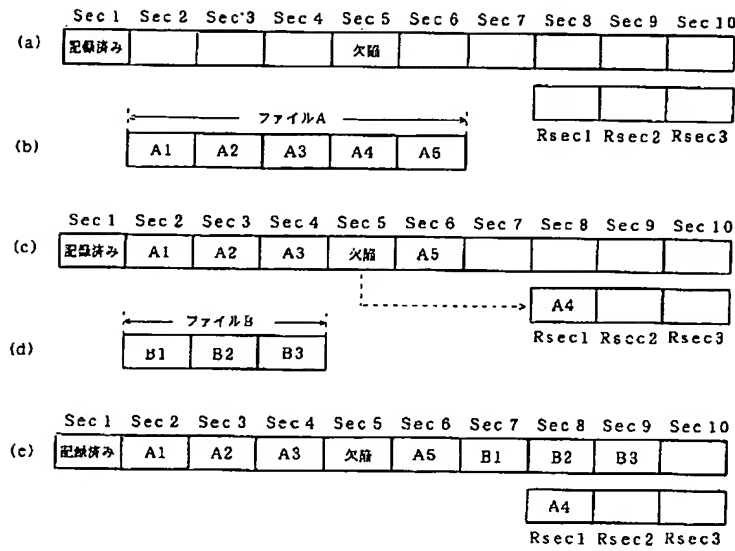 Sec 1 Sec 2 Sec 3 Sec 4 Sec 5 Sec 6 Sec 7 Sec 8 Sec 9 Sec 10
(a) 記録済み 欠陥
Rsec1 Rsec2 Rsec3
ファイルA
(b) A1 A2 A3 A4 A5
Sec 1 Sec 2 Sec 3 Sec 4 Sec 5 Sec 6 Sec 7 Sec 8 Sec 9 Sec 10
(c) 記録済み A1 A2 A3 欠陥 A5
A4
Rsec1 Rsec2 Rsec3
ファイルB
(d) B1 B2 B3
Sec 1 Sec 2 Sec 3 Sec 4 Sec 5 Sec 6 Sec 7 Sec 8 Sec 9 Sec 10
(e) 記録済み A1 A2 A3 欠陥 A5 B1 B2 B3
A4
Rsec1 Rsec2 Rsec3